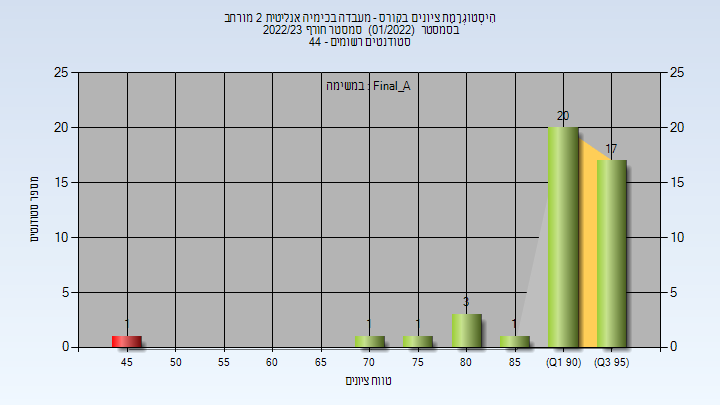 היסטוגרמת ציונים בקורס - מעבדה בכימיה אנליטית 2 מורחב
בסמסטר (01/2022) סמסטר חורף 2022/23
סטודנטים רשומים - 44
במשימה : Final_A
25 25
20 20
15 15
10 10
5 5
0 0
מספר סטודנטים
1 1 1 3 1 20 17
45 50 55 60 65 70 75 80 85 (Q1 90) (Q3 95)
טווח ציונים